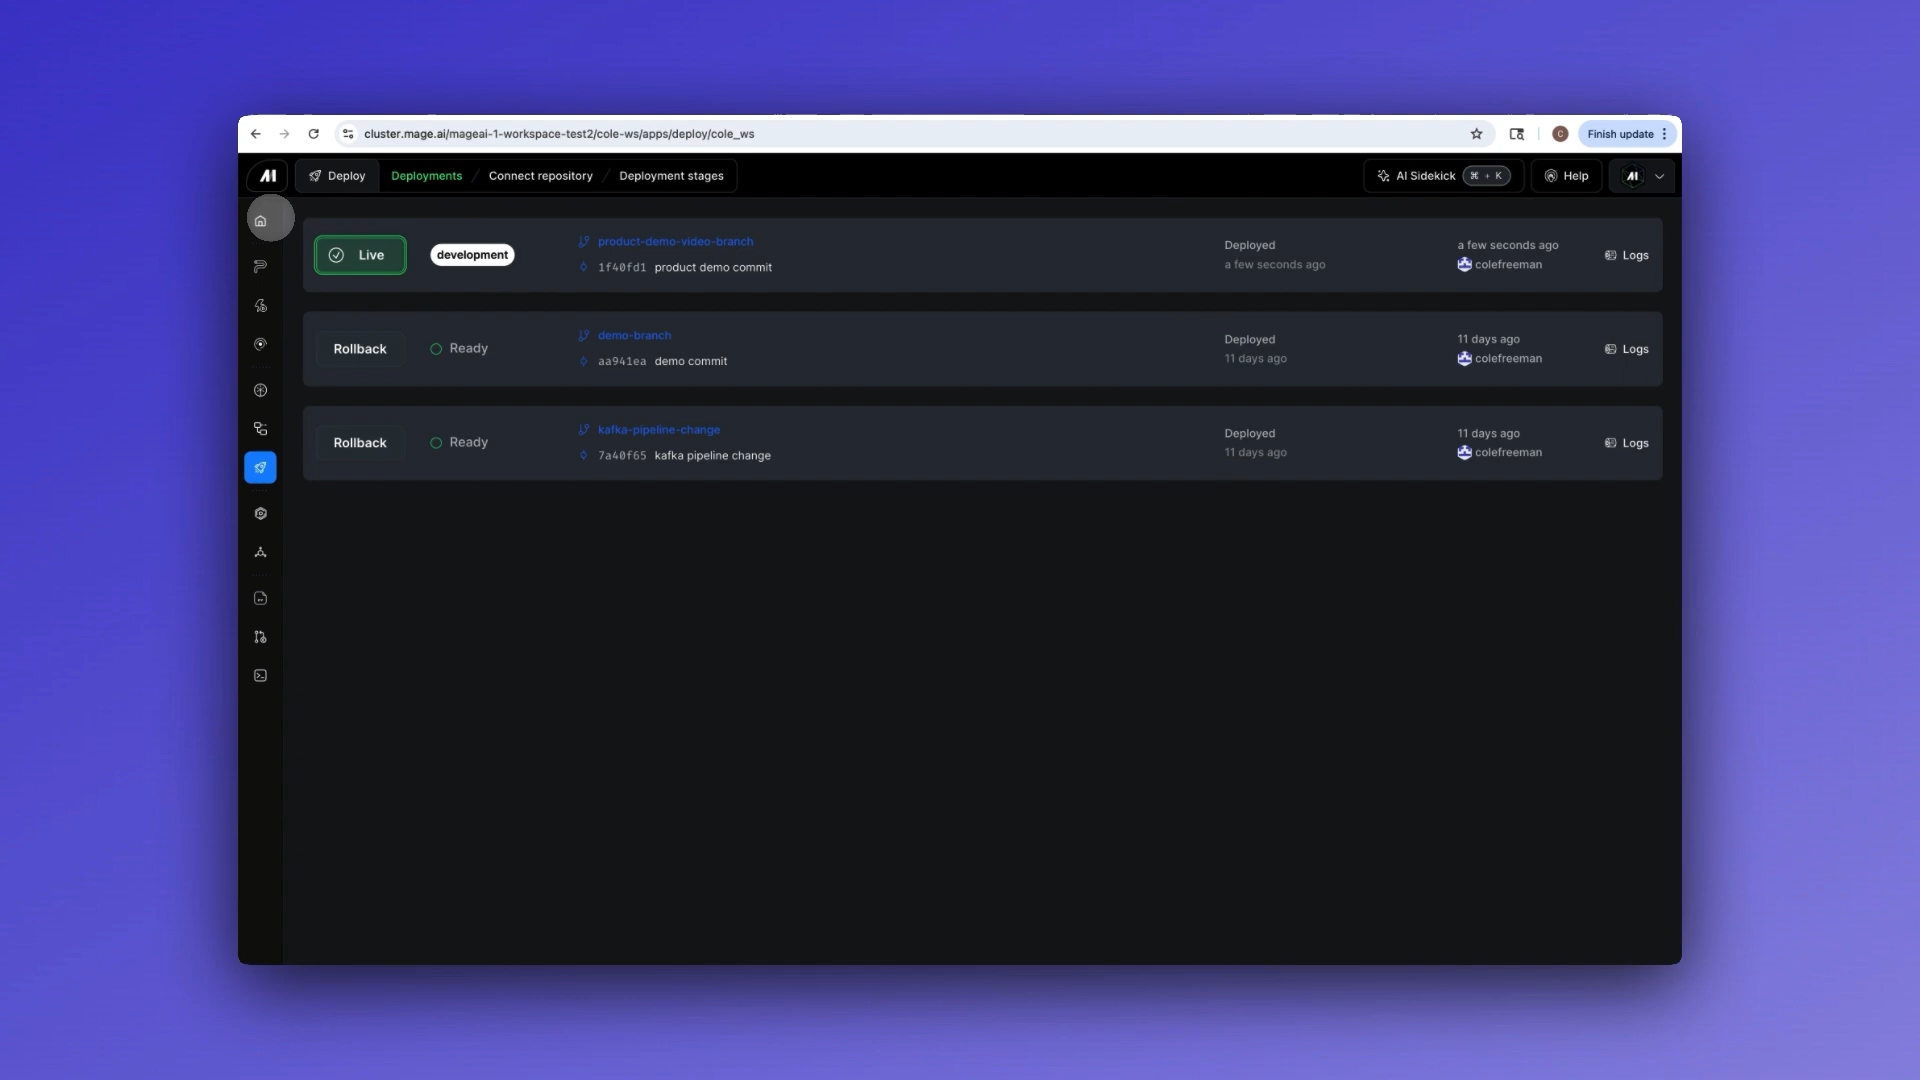 cluster.mage.ai/mageai-1-workspace-test2/cole-ws/apps/deploy/cole_ws
C
Finish update
Deploy
Deployments / Connect repository / Deployment stages
AI Sidekick ⌘ + K
Help
Live
development
product-demo-video-branch
1f40fd1 product demo commit
Deployed
a few seconds ago
a few seconds ago
colefreeman
Logs
Rollback
Ready
demo-branch
aa941ea demo commit
Deployed
11 days ago
11 days ago
colefreeman
Logs
Rollback
Ready
kafka-pipeline-change
7a40f65 kafka pipeline change
Deployed
11 days ago
11 days ago
colefreeman
Logs